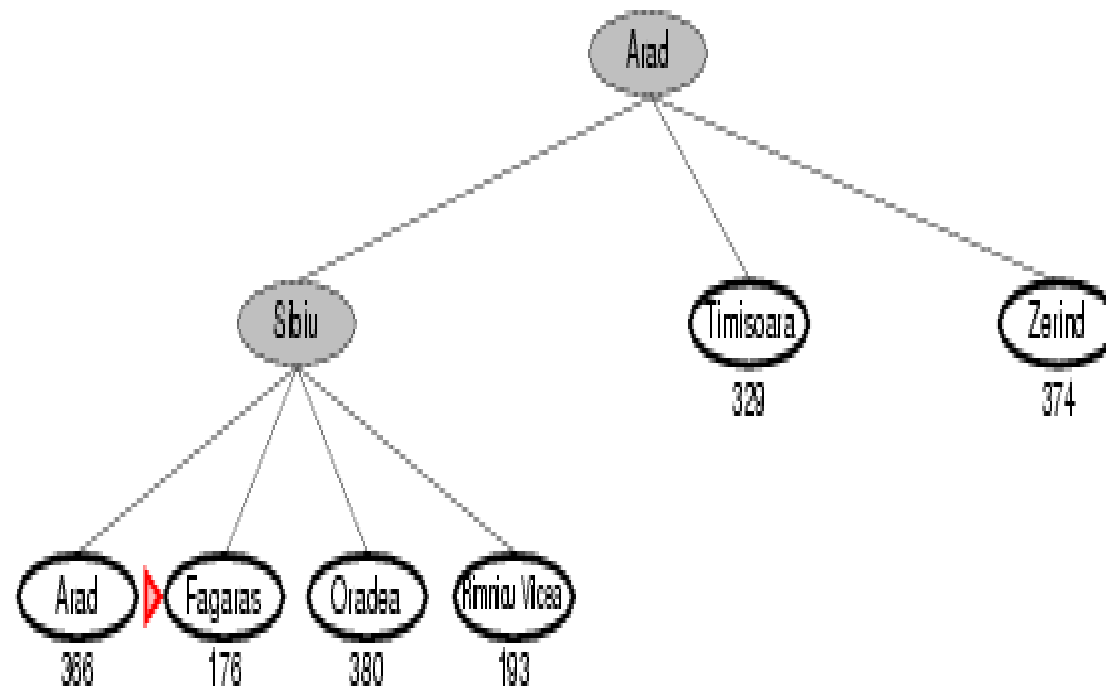 Arad
Sibiu
Timisoara
Zerind
329
374
Arad
Fagaras
Oradea
Rimnicu Vilcea
366
176
380
193